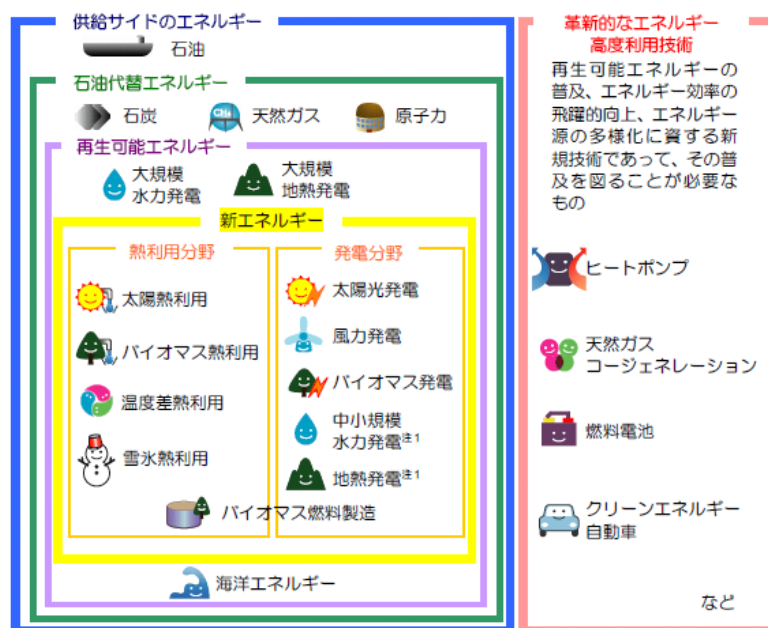 供給サイドのエネルギー
石油
石油代替エネルギー
石炭
天然ガス
原子力
再生可能エネルギー
大規模
水力発電
大規模
地熱発電
新エネルギー
熱利用分野
太陽熱利用
バイオマス熱利用
温度差熱利用
雪氷熱利用
発電分野
太陽光発電
風力発電
バイオマス発電
中小規模
水力発電注1
地熱発電注1
バイオマス燃料製造
海洋エネルギー
革新的なエネルギー
高度利用技術
再生可能エネルギーの
普及、エネルギー効率の
飛躍的向上、エネルギー
源の多様化に資する新
規技術であって、その普
及を図ることが必要な
もの
ヒートポンプ
天然ガス
コージェネレーション
燃料電池
クリーンエネルギー
自動車
など